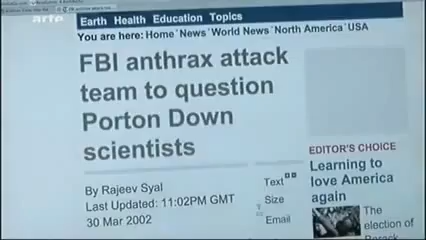 arte
Earth Health Education Topics
You are here: Home News World News North America USA
FBI anthrax attack
team to question
Porton Down
scientists
By Rajeev Syal
Last Updated: 11:02PM GMT
30 Mar 2002
Text
Size
Email
EDITOR'S CHOICE
Learning to
love America
again
The
election of
Barack